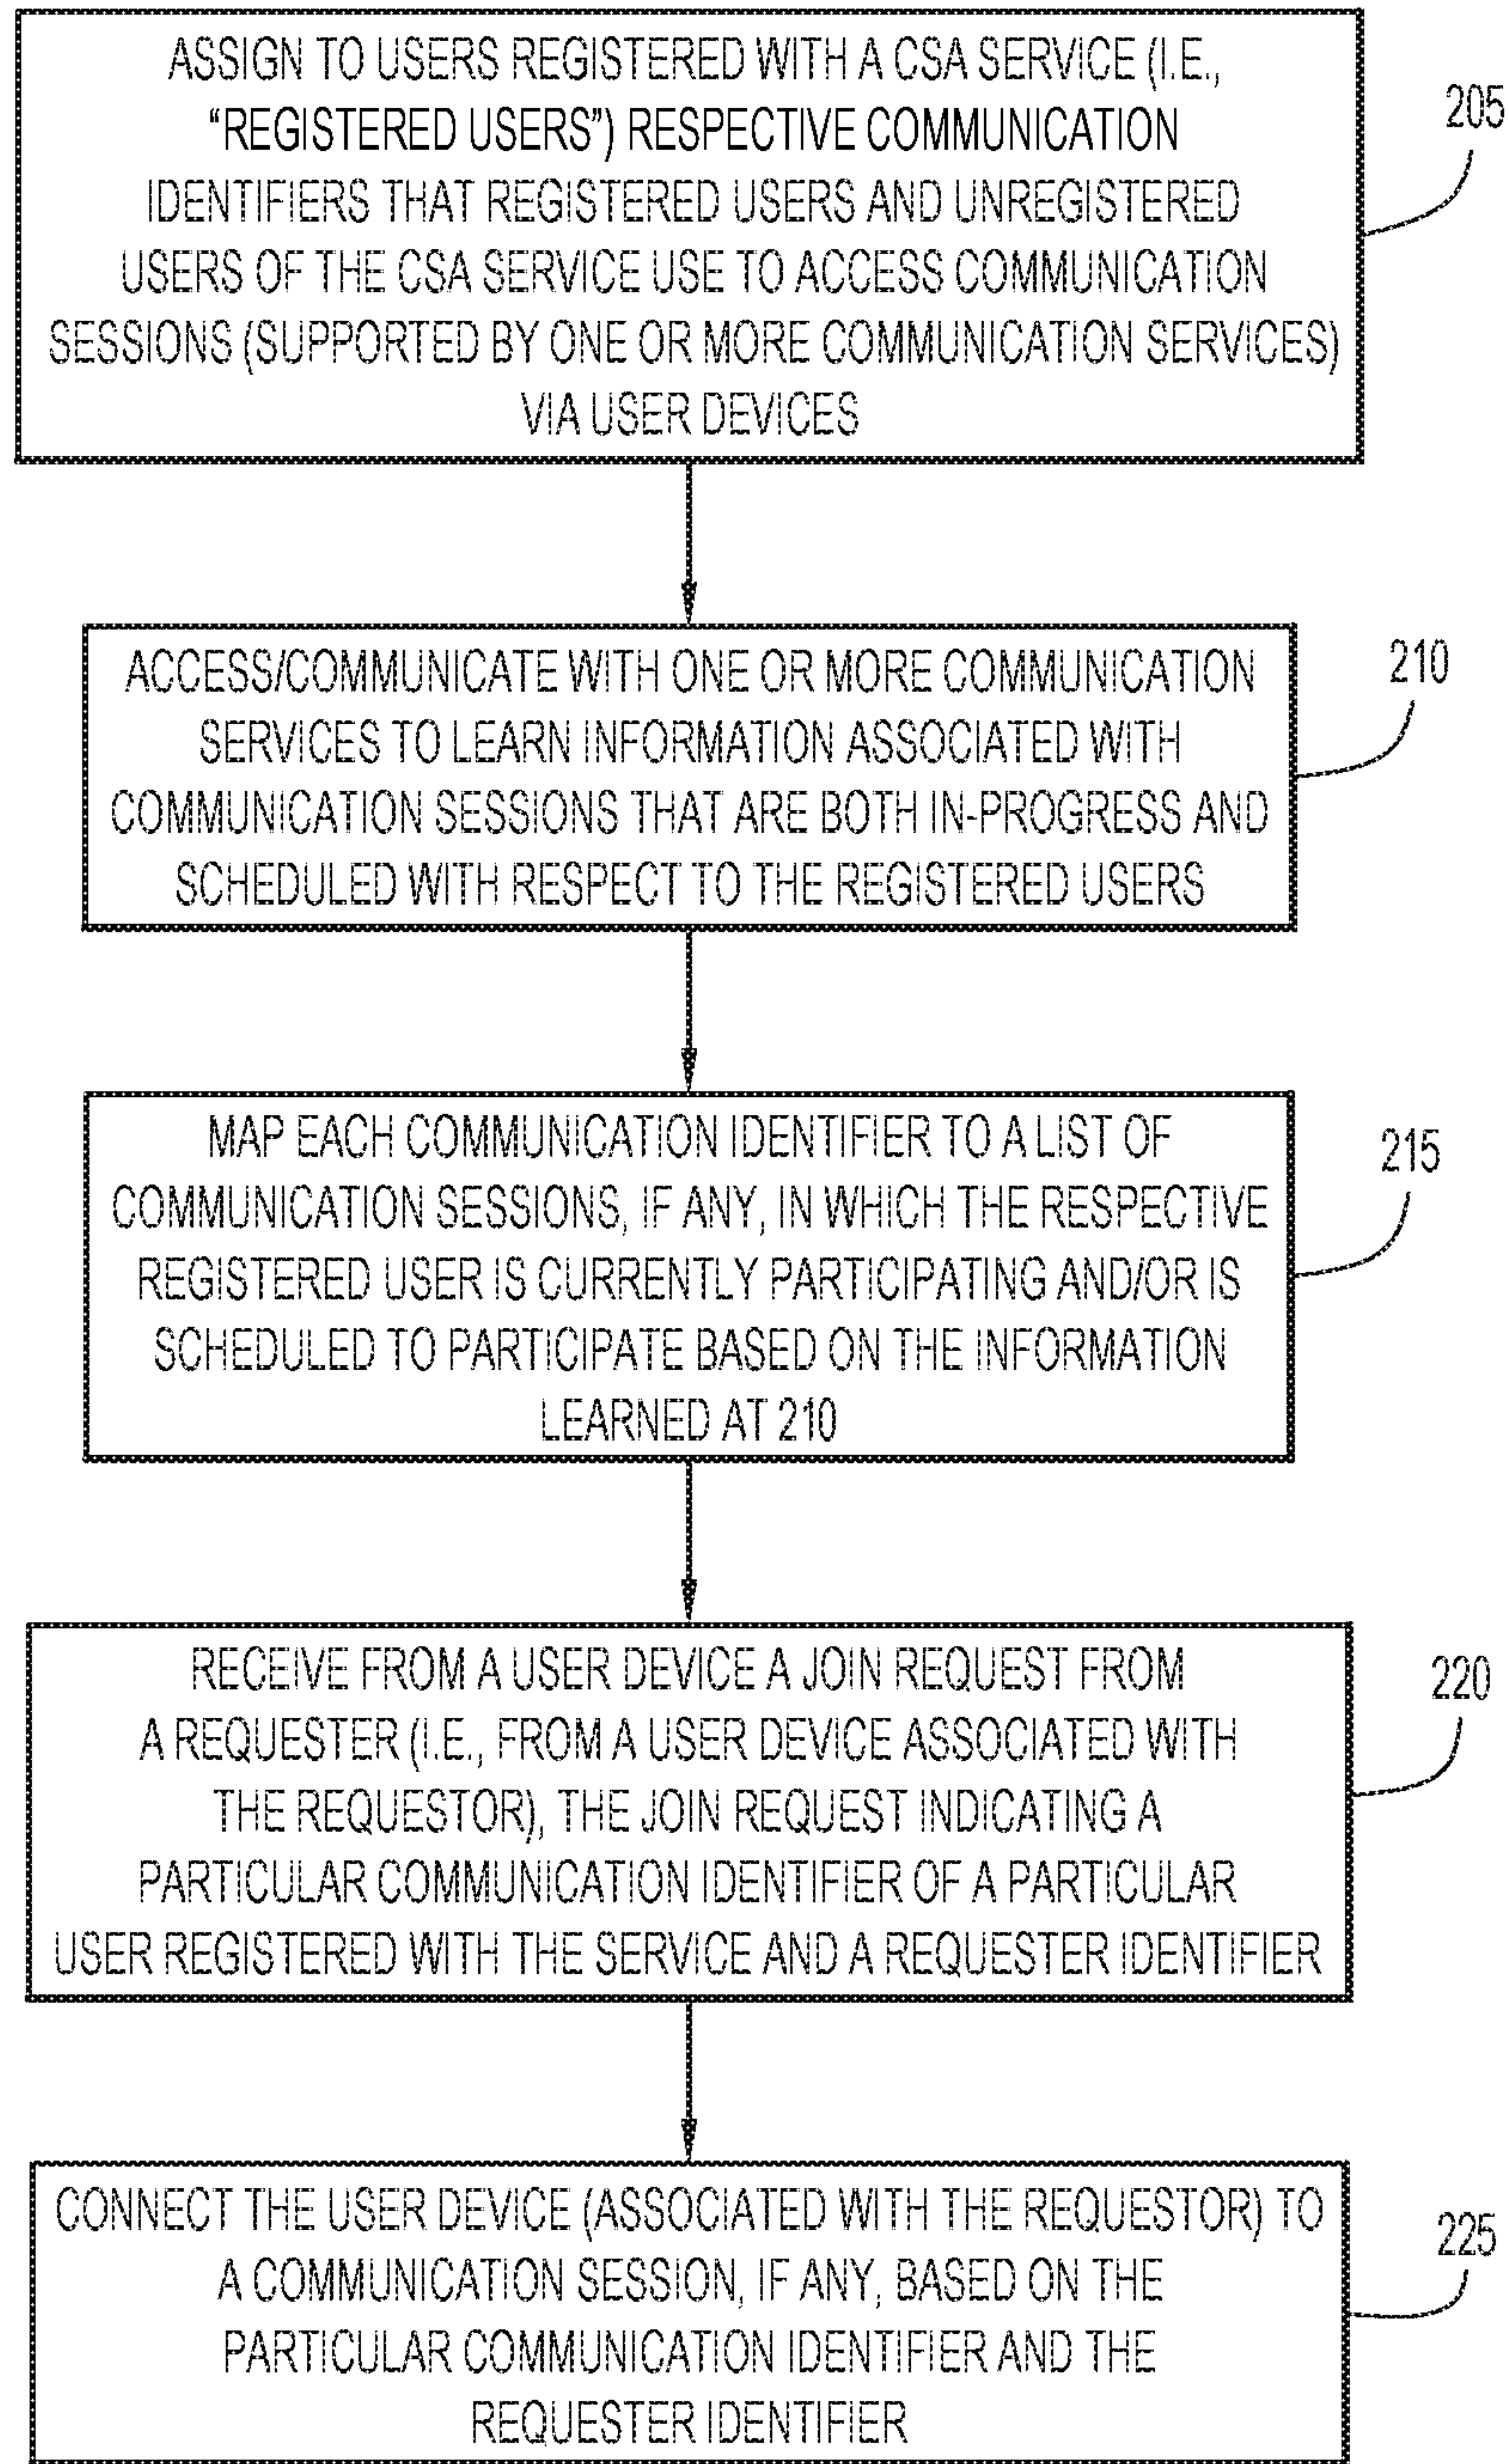 ASSIGN TO USERS REGISTERED WITH A CSA SERVICE (I.E.,
"REGISTERED USERS") RESPECTIVE COMMUNICATION
IDENTIFIERS THAT REGISTERED USERS AND UNREGISTERED
USERS OF THE CSA SERVICE USE TO ACCESS COMMUNICATION
SESSIONS (SUPPORTED BY ONE OR MORE COMMUNICATION SERVICES)
VIA USER DEVICES
205
ACCESS/COMMUNICATE WITH ONE OR MORE COMMUNICATION
SERVICES TO LEARN INFORMATION ASSOCIATED WITH
COMMUNICATION SESSIONS THAT ARE BOTH IN-PROGRESS AND
SCHEDULED WITH RESPECT TO THE REGISTERED USERS
210
MAP EACH COMMUNICATION IDENTIFIER TO A LIST OF
COMMUNICATION SESSIONS, IF ANY, IN WHICH THE RESPECTIVE
REGISTERED USER IS CURRENTLY PARTICIPATING AND/OR IS
SCHEDULED TO PARTICIPATE BASED ON THE INFORMATION
LEARNED AT 210
215
RECEIVE FROM A USER DEVICE A JOIN REQUEST FROM
A REQUESTER (I.E., FROM A USER DEVICE ASSOCIATED WITH
THE REQUESTOR), THE JOIN REQUEST INDICATING A
PARTICULAR COMMUNICATION IDENTIFIER OF A PARTICULAR
USER REGISTERED WITH THE SERVICE AND A REQUESTER IDENTIFIER
220
CONNECT THE USER DEVICE (ASSOCIATED WITH THE REQUESTOR) TO
A COMMUNICATION SESSION, IF ANY, BASED ON THE
PARTICULAR COMMUNICATION IDENTIFIER AND THE
REQUESTER IDENTIFIER
225